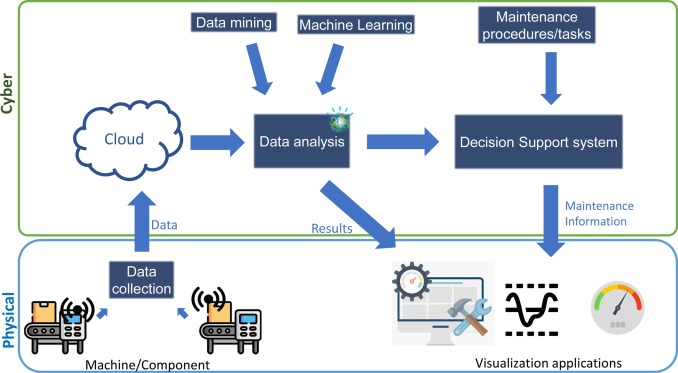 Cyber
Data mining
Machine Learning
Maintenance
procedures/tasks
Cloud
Data analysis
Decision Support system
Data
Results
Maintenance
Information
Physical
Data
collection
Machine/Component
Visualization applications